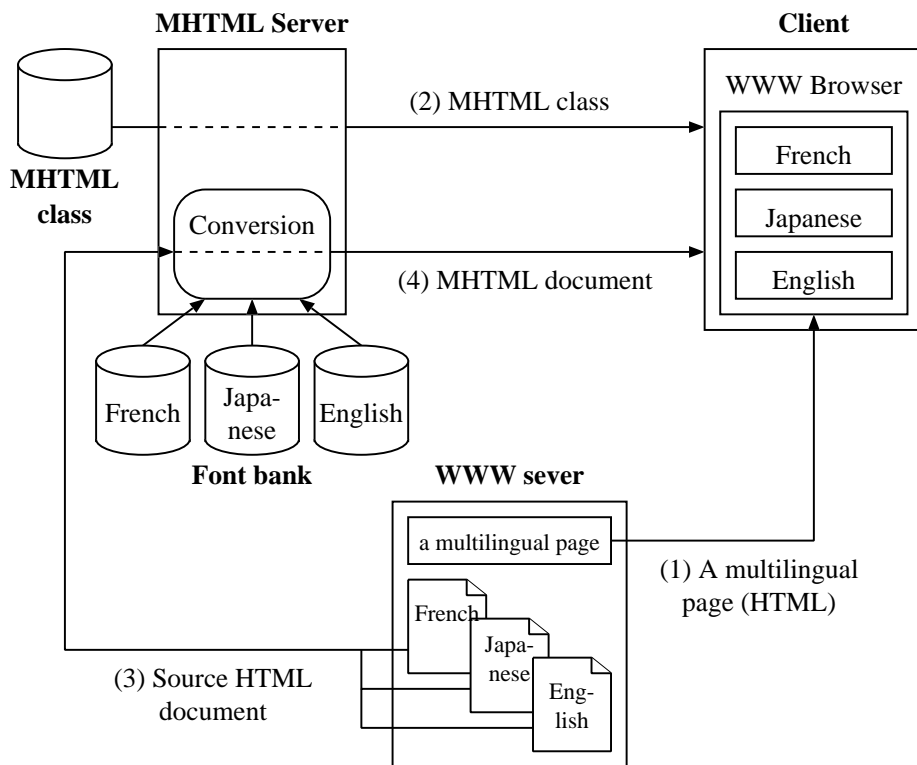 MHTML Server
Client
WWW Browser
(2) MHTML class
French
MHTML
class
Japanese
Conversion
English
(4) MHTML document
French
Japa-
nese
English
Font bank
WWW sever
a multilingual page
(1) A multilingual
page (HTML)
French
Japa-
nese
(3) Source HTML
document
Eng-
lish